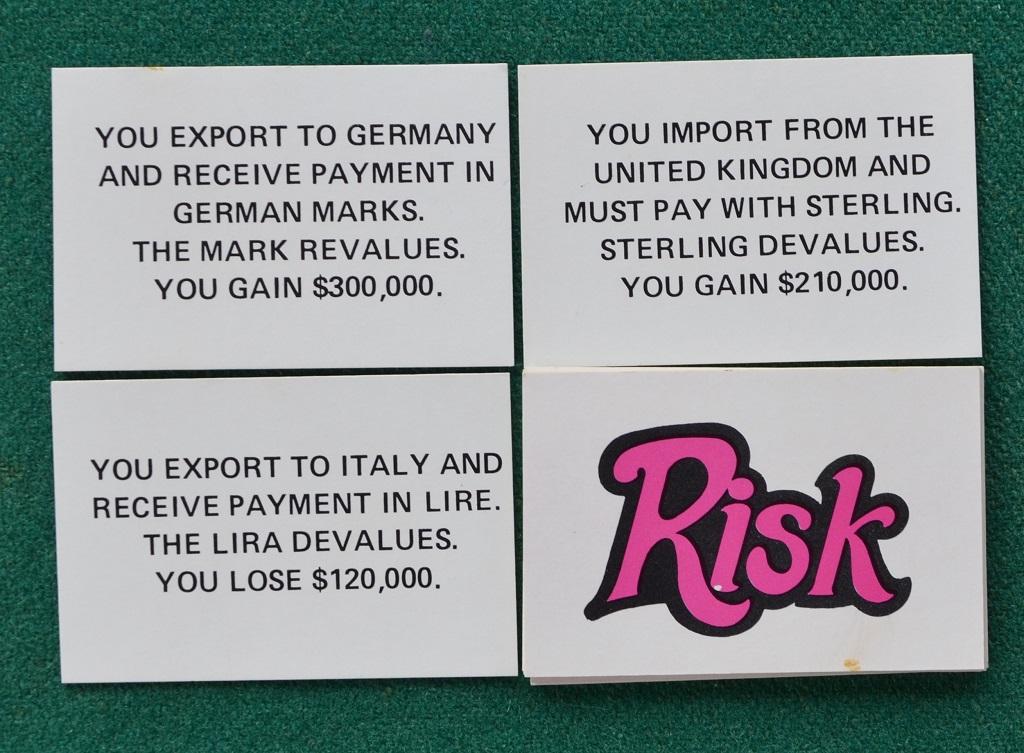 YOU EXPORT TO GERMANY
AND RECEIVE PAYMENT IN
GERMAN MARKS.
THE MARK REVALUES.
YOU GAIN $300,000.
YOU IMPORT FROM THE
UNITED KINGDOM AND
MUST PAY WITH STERLING.
STERLING DEVALUES.
YOU GAIN $210,000.
YOU EXPORT TO ITALY AND
RECEIVE PAYMENT IN LIRE.
THE LIRA DEVALUES.
YOU LOSE $120,000.
Risk